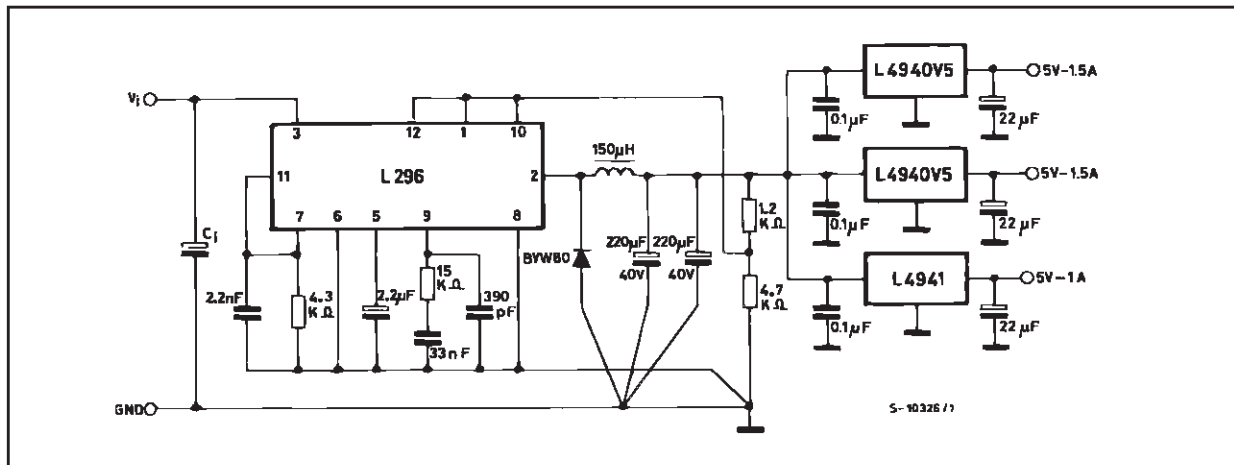 Vi
3
12
1
10
11
L296
2
7
6
5
9
8
150µH
Ci
2.2nF
4.3
KΩ
2.2µF
15
KΩ
33nF
390
pF
BYW80
220µF
40V
220µF
40V
1.2
KΩ
4.7
KΩ
GND
L4940V5
5V-1.5A
0.1µF
22µF
L4940V5
5V-1.5A
0.1µF
22µF
L4941
5V-1A
0.1µF
22µF
S-10326/1